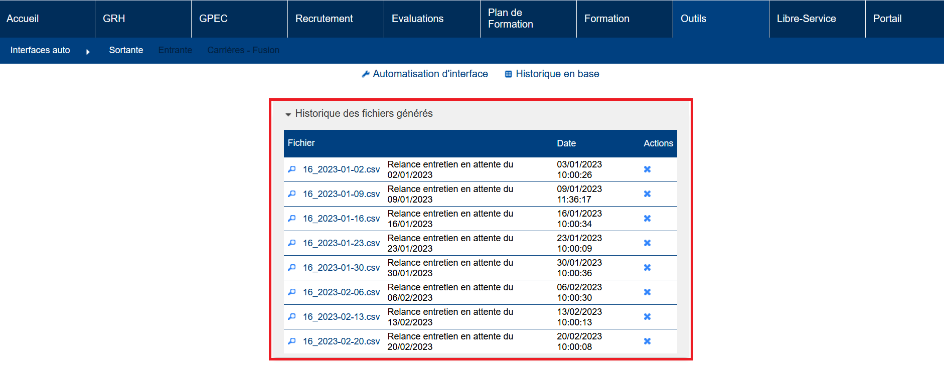 Accueil GRH GPEC Recrutement Evaluations Plan de Formation Formation Outils Libre-Service Portail
Interfaces auto Sortante Entrante Carrières - Fusion
Automatisation d'interface Historique en base
Historique des fichiers générés
Fichier Date Actions
16_2023-01-02.csv Relance entretien en attente du 03/01/2023
02/01/2023 10:00:26
16_2023-01-09.csv Relance entretien en attente du 09/01/2023
09/01/2023 11:36:17
16_2023-01-16.csv Relance entretien en attente du 16/01/2023
16/01/2023 10:00:34
16_2023-01-23.csv Relance entretien en attente du 23/01/2023
23/01/2023 10:00:09
16_2023-01-30.csv Relance entretien en attente du 30/01/2023
30/01/2023 10:00:36
16_2023-02-06.csv Relance entretien en attente du 06/02/2023
06/02/2023 10:00:30
16_2023-02-13.csv Relance entretien en attente du 13/02/2023
13/02/2023 10:00:13
16_2023-02-20.csv Relance entretien en attente du 20/02/2023
20/02/2023 10:00:08